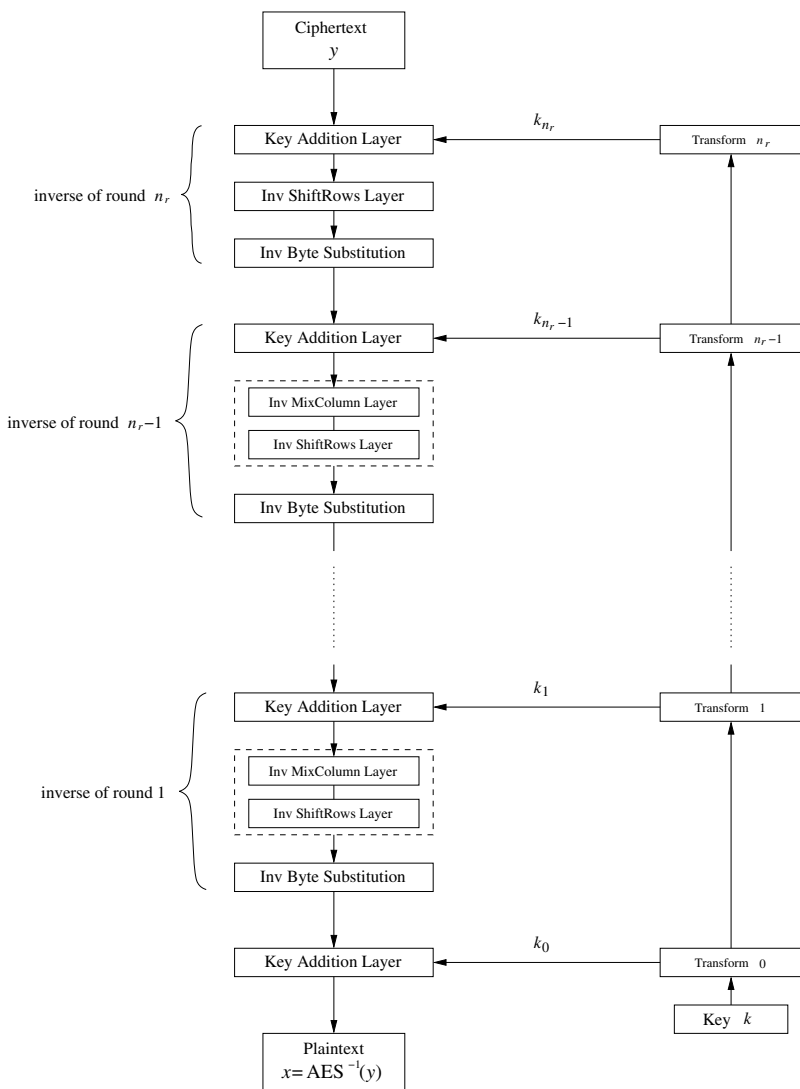 Ciphertext
y
k_{n_r}
Key Addition Layer
Transform n_r
inverse of round n_r
Inv ShiftRows Layer
Inv Byte Substitution
k_{n_r−1}
Key Addition Layer
Transform n_r−1
Inv MixColumn Layer
inverse of round n_r−1
Inv ShiftRows Layer
Inv Byte Substitution
k_1
Key Addition Layer
Transform 1
Inv MixColumn Layer
inverse of round 1
Inv ShiftRows Layer
Inv Byte Substitution
k_0
Key Addition Layer
Transform 0
Key k
Plaintext
x= AES^{−1}(y)